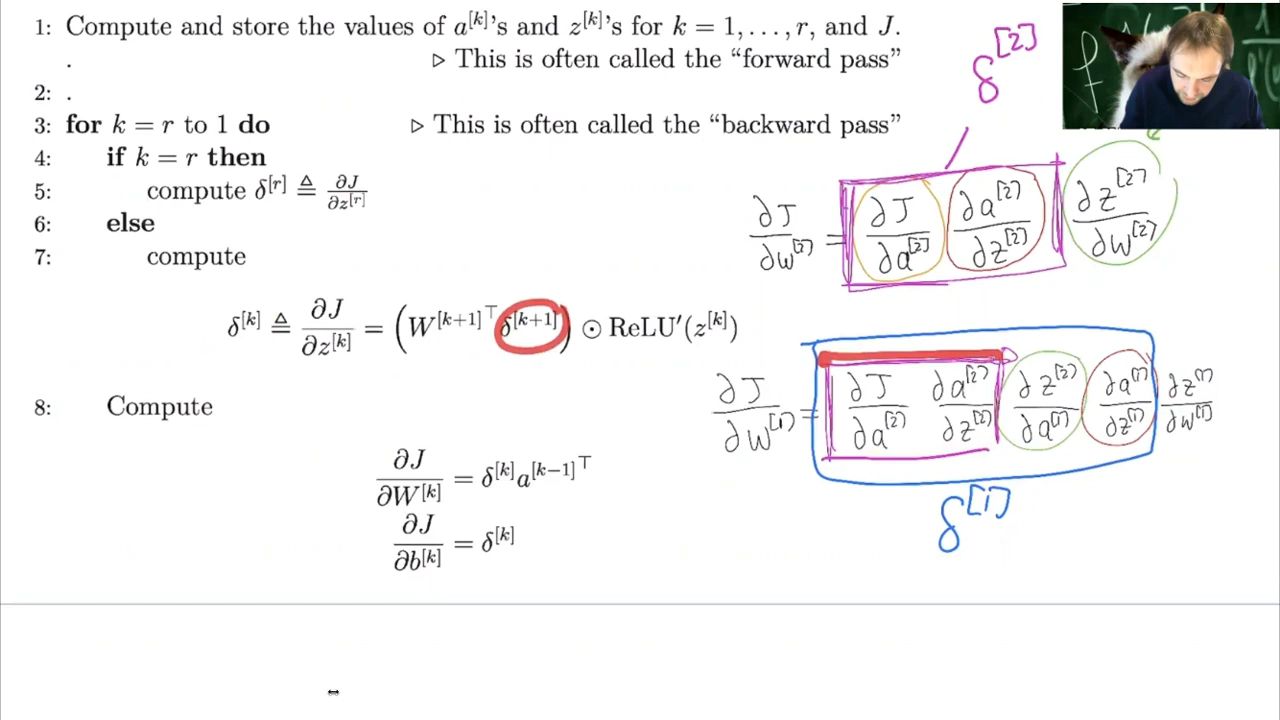 1: Compute and store the values of a^[k]'s and z^[k]'s for k = 1, . . . , r, and J.
. ▷ This is often called the “forward pass”
2: .
3: for k = r to 1 do ▷ This is often called the “backward pass”
4: if k = r then
5: compute δ^[r] ≜ ∂J/∂z^[r]
6: else
7: compute
δ^[k] ≜ ∂J/∂z^[k] = (W^[k+1]⊤ δ^[k+1]) ⊙ ReLU′(z^[k])
8: Compute
∂J/∂W^[k] = δ^[k] a^[k−1]⊤
∂J/∂b^[k] = δ^[k]
δ^[2]
∂J/∂w^[2] = ∂J/∂a^[2] ∂a^[2]/∂z^[2] ∂z^[2]/∂w^[2]
∂J/∂w^[1] = ∂J/∂a^[2] ∂a^[2]/∂z^[2] ∂z^[2]/∂a^[1] ∂a^[1]/∂z^[1] ∂z^[1]/∂w^[1]
δ^[1]